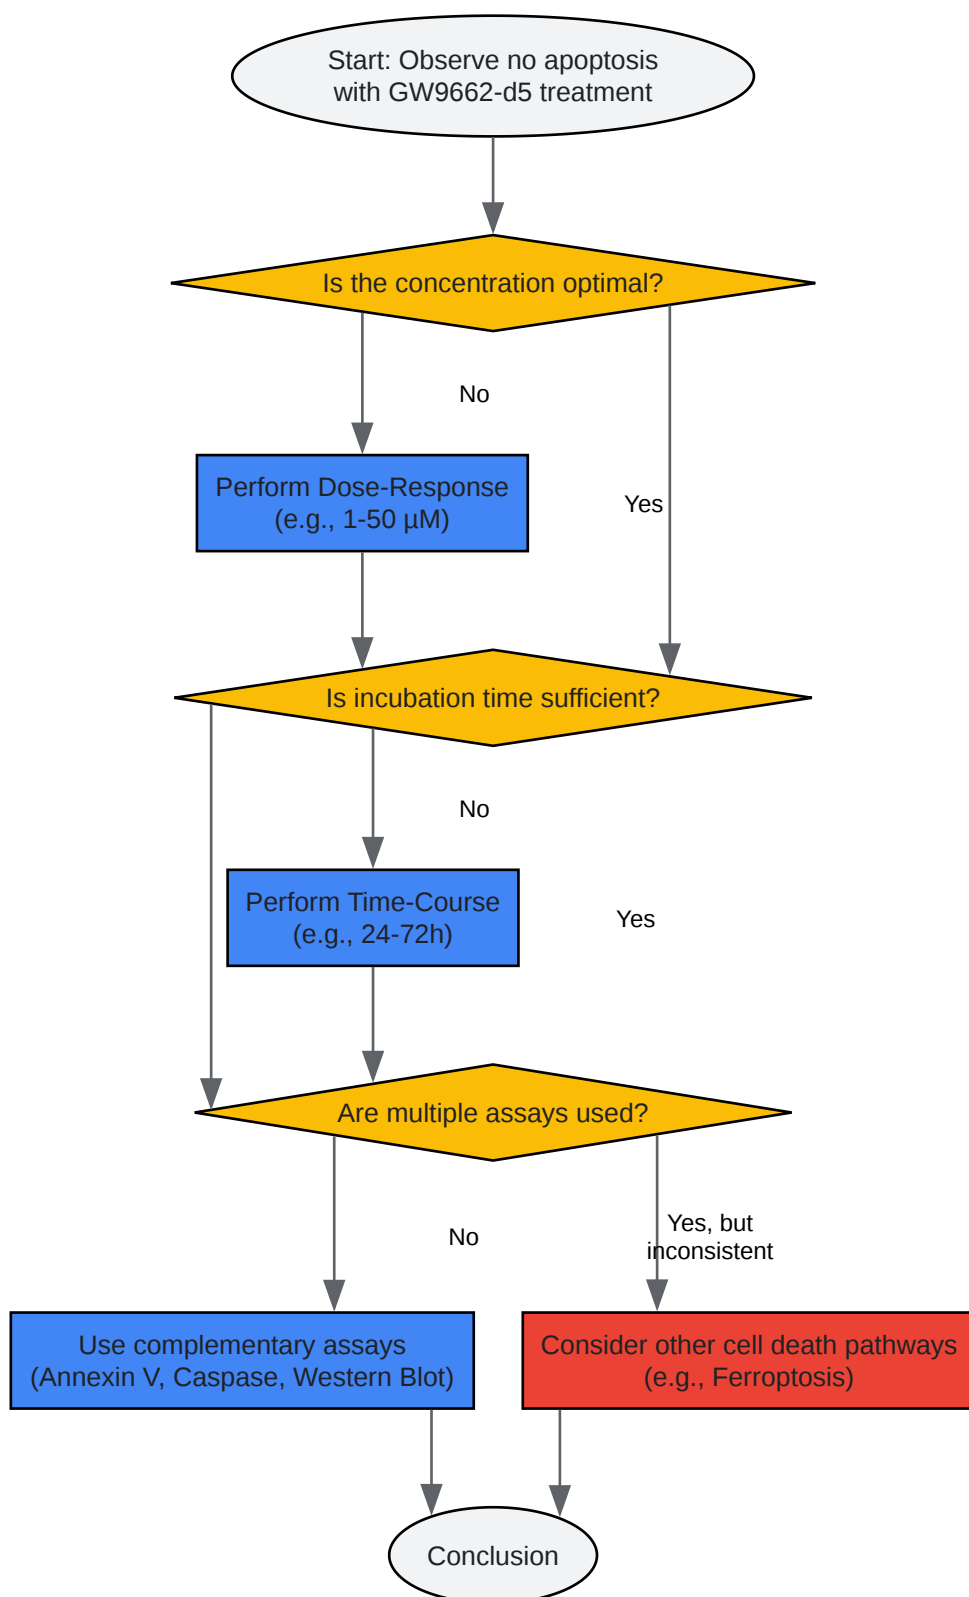 Start: Observe no apoptosis
with GW9662-d5 treatment
Is the concentration optimal?
No
Perform Dose-Response
(e.g., 1-50 µM)
Yes
Is incubation time sufficient?
No
Perform Time-Course
(e.g., 24-72h)
Yes
Are multiple assays used?
No
Yes, but
inconsistent
Use complementary assays
(Annexin V, Caspase, Western Blot)
Consider other cell death pathways
(e.g., Ferroptosis)
Conclusion